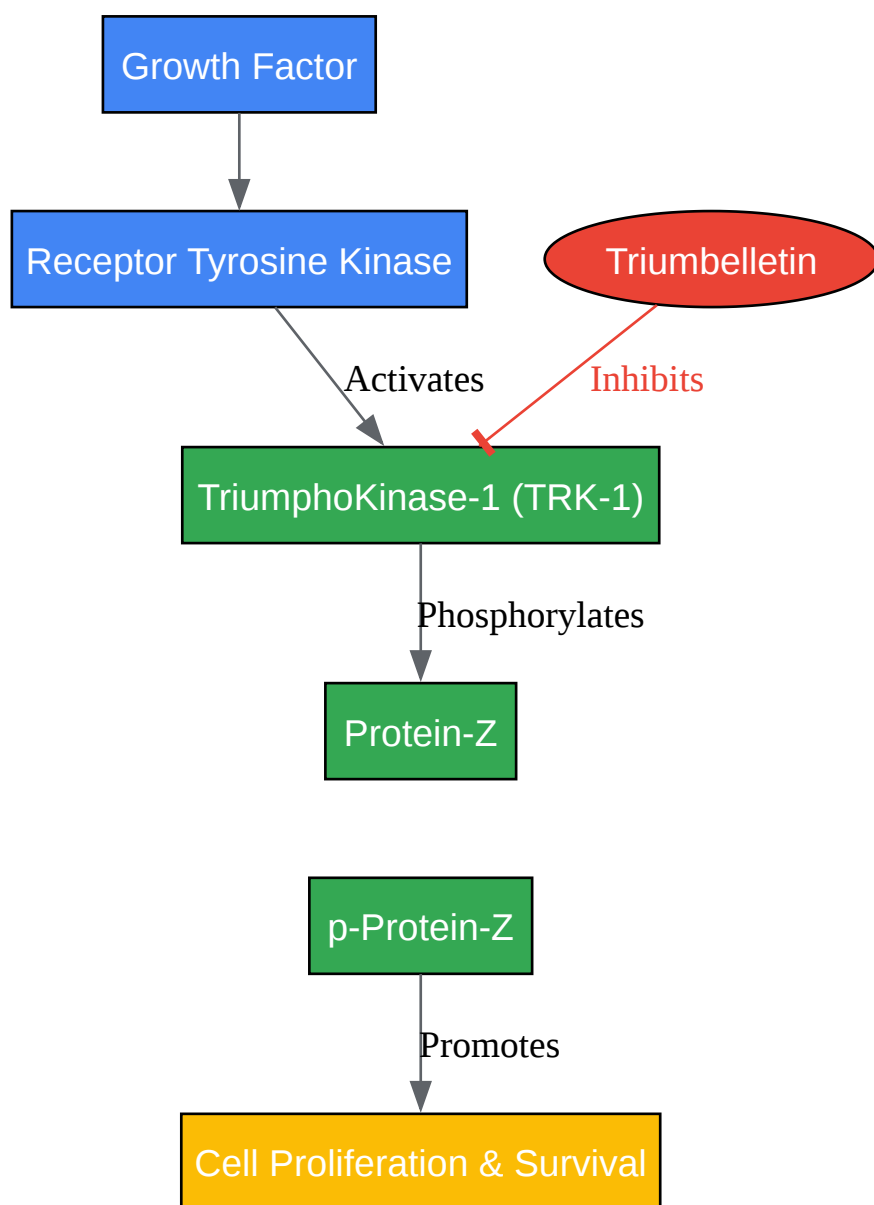 Growth Factor
Receptor Tyrosine Kinase
Triumbelletin
Activates
Inhibits
TriumphoKinase-1 (TRK-1)
Phosphorylates
Protein-Z
p-Protein-Z
Promotes
Cell Proliferation & Survival